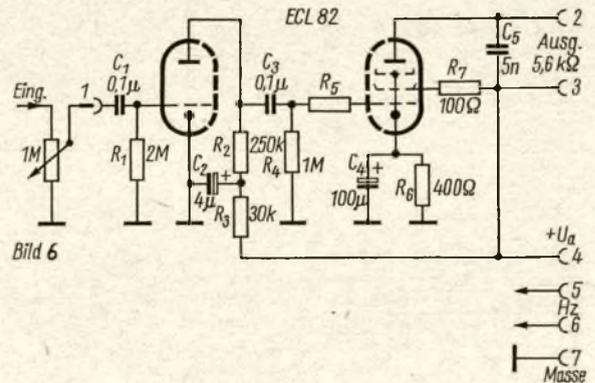 ECL 82
2
C5
5n
Ausg.
5,6 kΩ
3
Eing.
1
C1
0,1μ
C3
0,1μ
R5
R7
100Ω
1M
R1
2M
C2
4μ
+
R2
250k
R4
1M
C4
+
100μ
R6
400Ω
R3
30k
Bild 6
+Ua
4
5
Hz
6
7
Masse